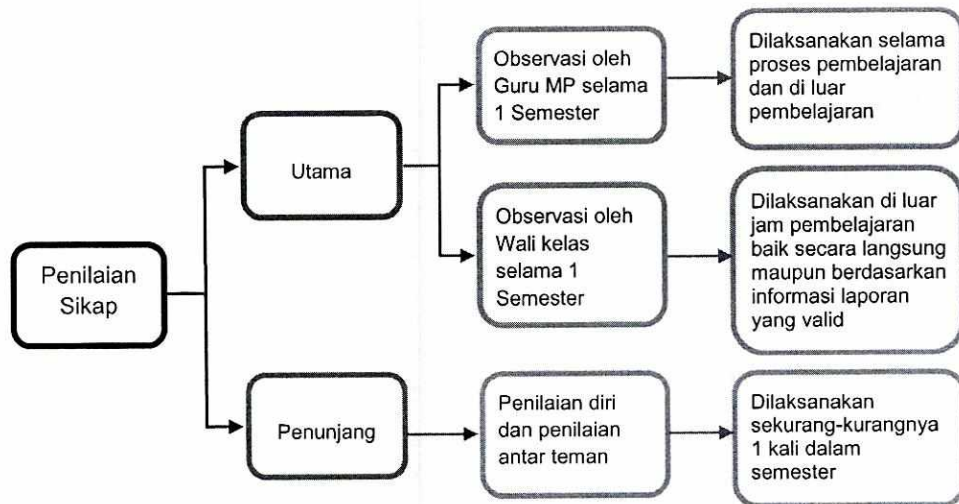 Penilaian
Sikap
Utama
Observasi oleh
Guru MP selama
1 Semester
Dilaksanakan selama
proses pembelajaran
dan di luar
pembelajaran
Observasi oleh
Wali kelas
selama 1
Semester
Dilaksanakan di luar
jam pembelajaran
baik secara langsung
maupun berdasarkan
informasi laporan
yang valid
Penunjang
Penilaian diri
dan penilaian
antar teman
Dilaksanakan
sekurang-kurangnya
1 kali dalam
semester